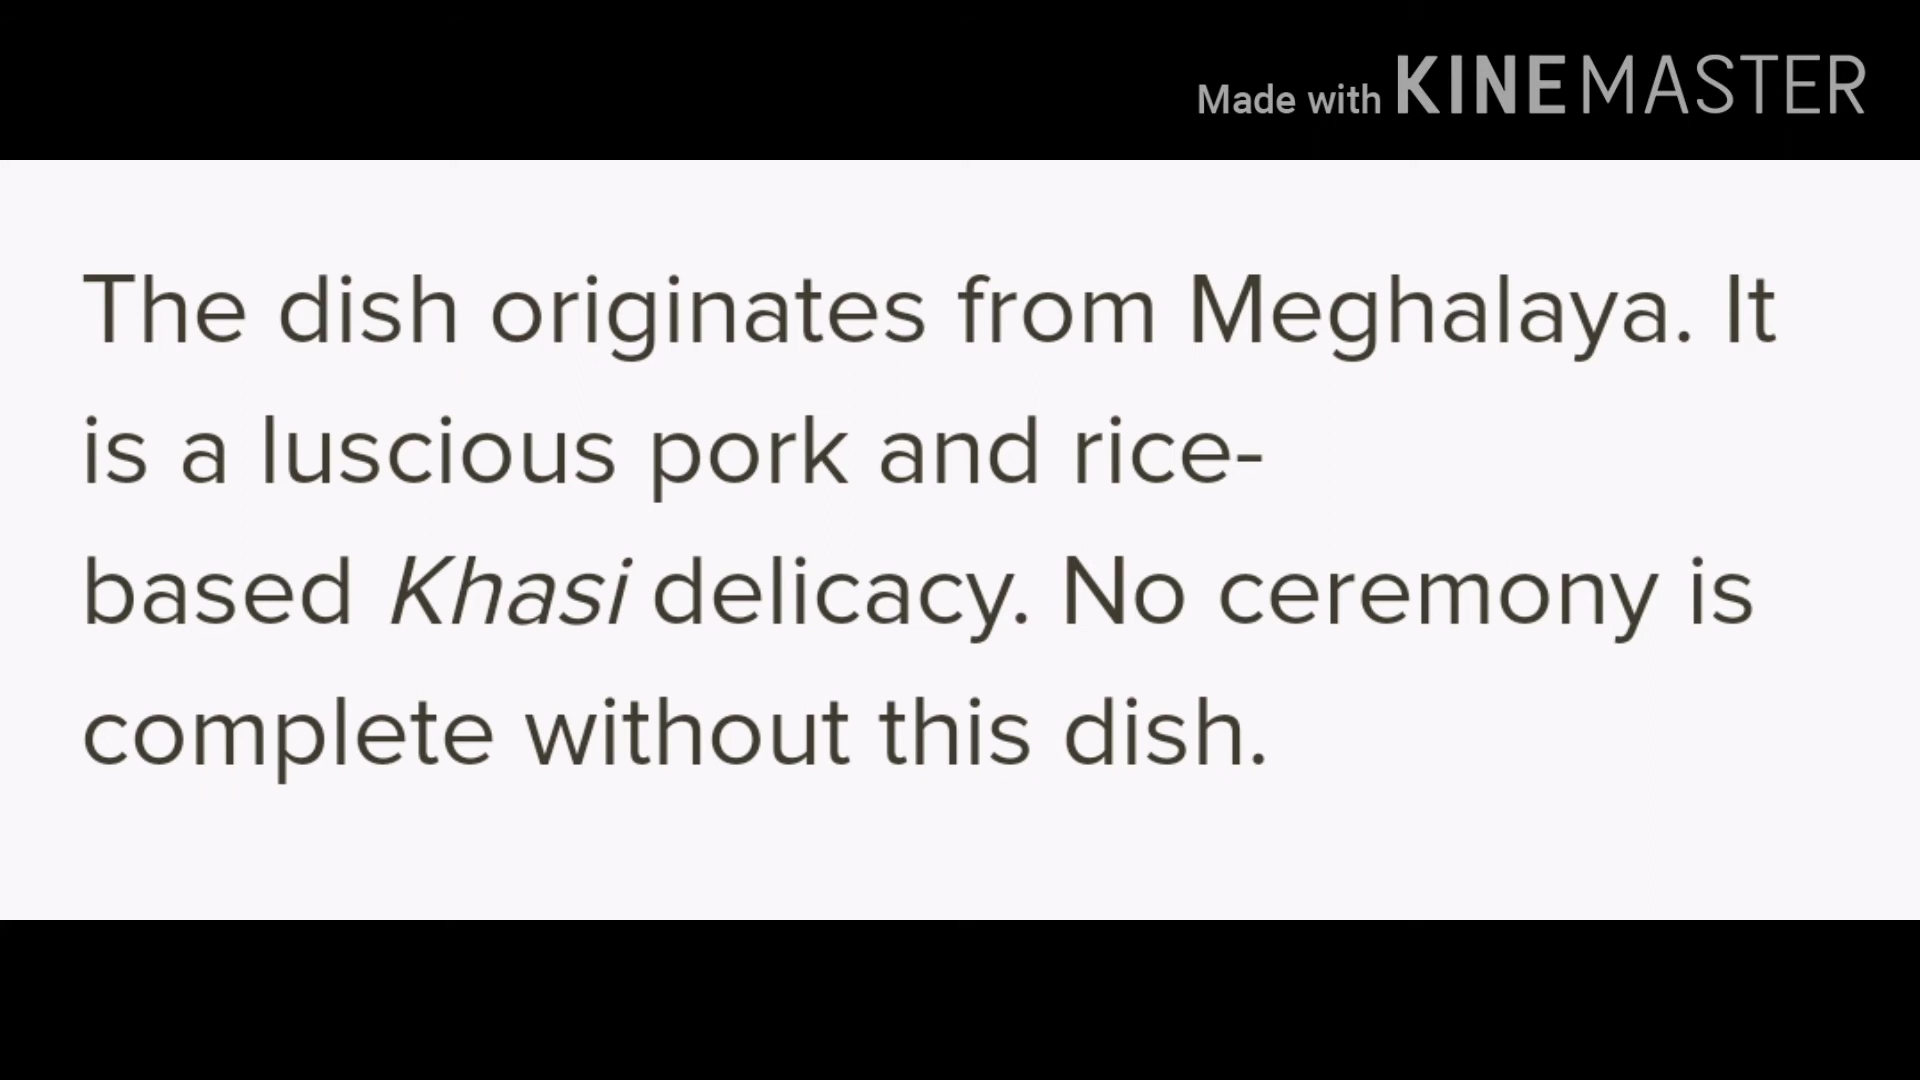 Made with KINEMASTER
The dish originates from Meghalaya. It
is a luscious pork and rice-
based Khasi delicacy. No ceremony is
complete without this dish.